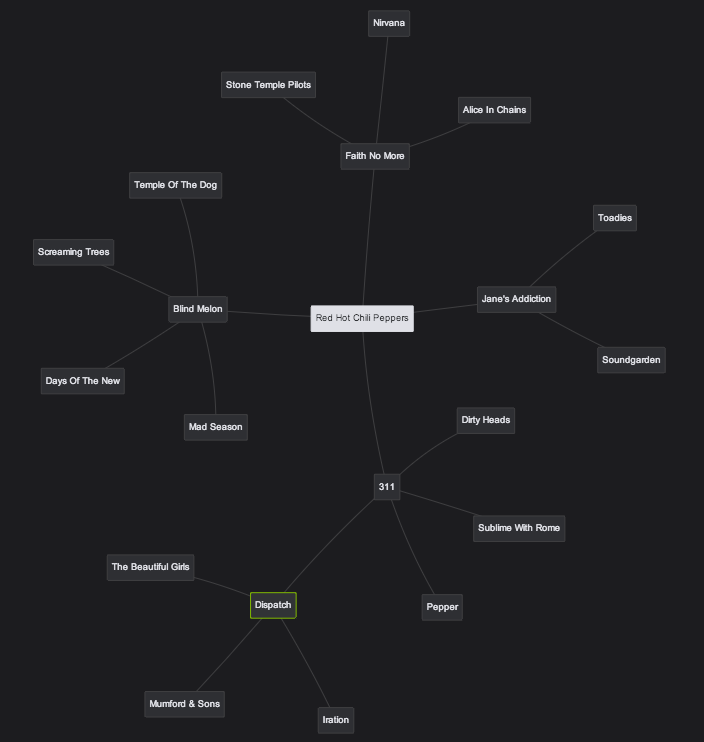 Nirvana
Stone Temple Pilots
Alice In Chains
Faith No More
Temple Of The Dog
Toadies
Screaming Trees
Jane's Addiction
Blind Melon
Red Hot Chili Peppers
Soundgarden
Days Of The New
Dirty Heads
Mad Season
311
Sublime With Rome
The Beautiful Girls
Dispatch
Pepper
Mumford & Sons
Iration